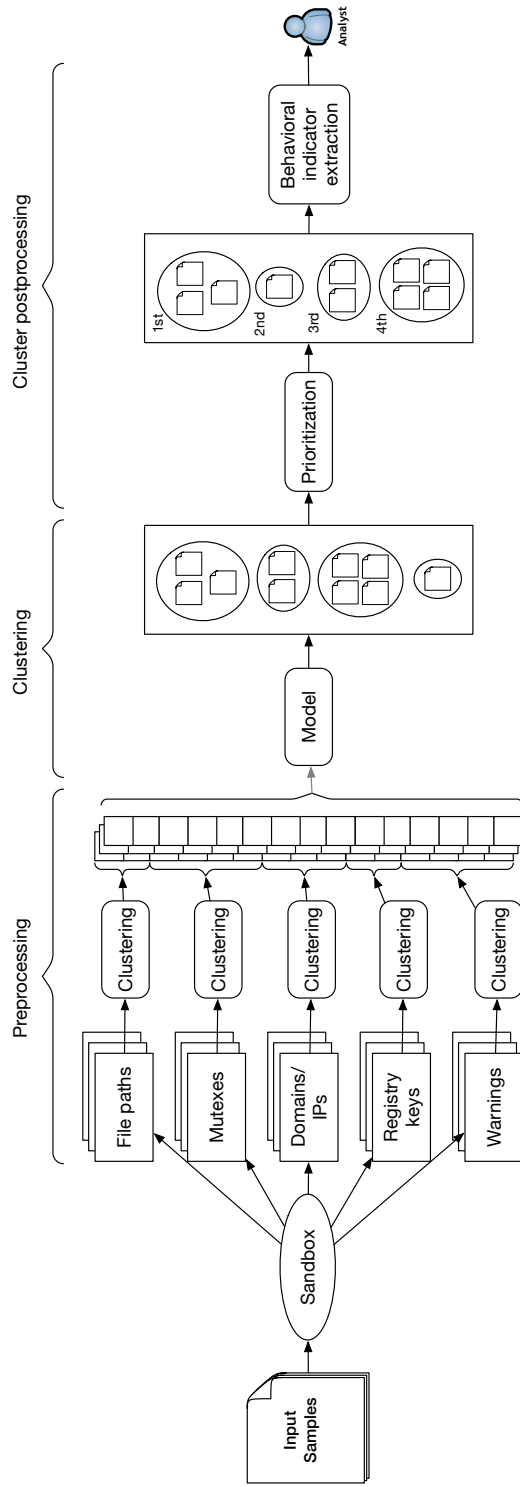 Preprocessing
Clustering
Cluster postprocessing
Input
Samples
Sandbox
File paths
Mutexes
Domains/
IPs
Registry
keys
Warnings
Clustering
Clustering
Clustering
Clustering
Clustering
Model
Prioritization
1st
2nd
3rd
4th
Behavioral
indicator
extraction
Analyst